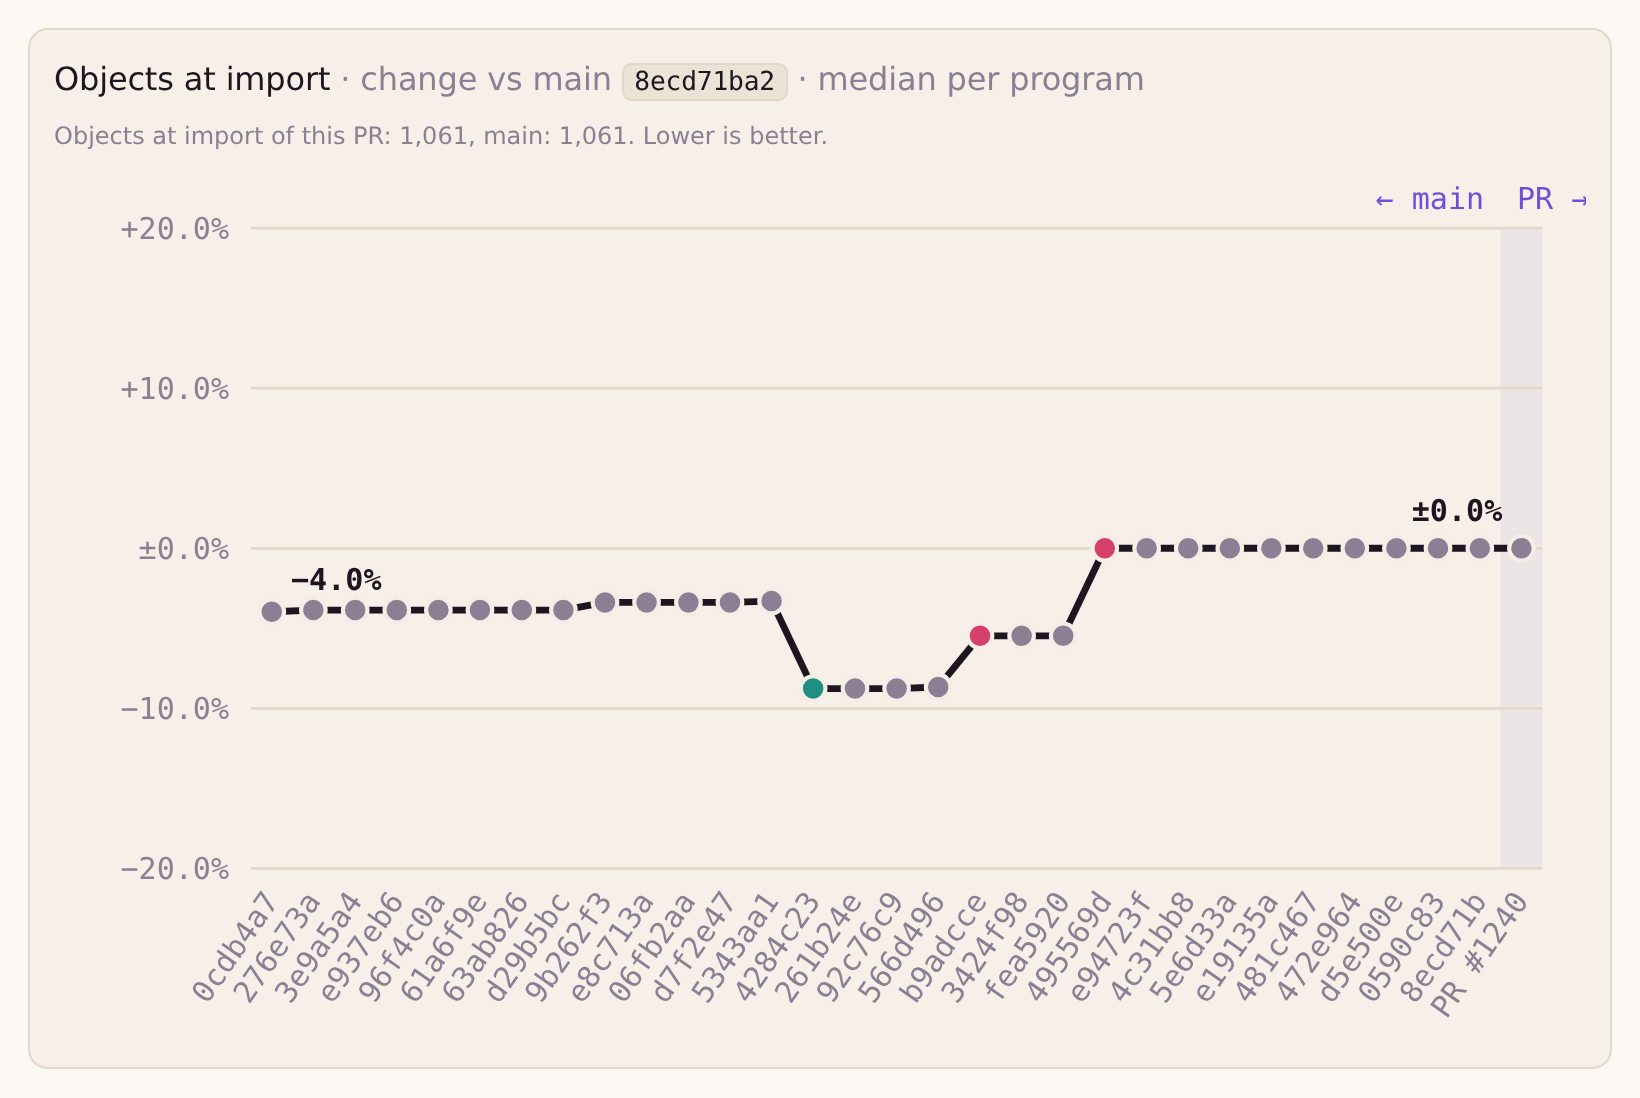 Objects at import · change vs main 8ecd71ba2 · median per program
Objects at import of this PR: 1,061, main: 1,061. Lower is better.
← main PR →
+20.0%
+10.0%
±0.0%
−10.0%
−20.0%
−4.0%
±0.0%
0cdb4a7
276e73a
3e9a5a4
e937eb6
96f4c0a
61a6f9e
63ab826
d29b5bc
9b262f3
e8c713a
06fb2aa
d7f2e47
5343aa1
4284c23
261b24e
92c76c9
566d496
b9adcce
3424f98
fea5920
495569d
e94723f
4c31bb8
5e6d33a
e19135a
481c467
472e964
d5e500e
0590c83
8ecd71b
PR #1240